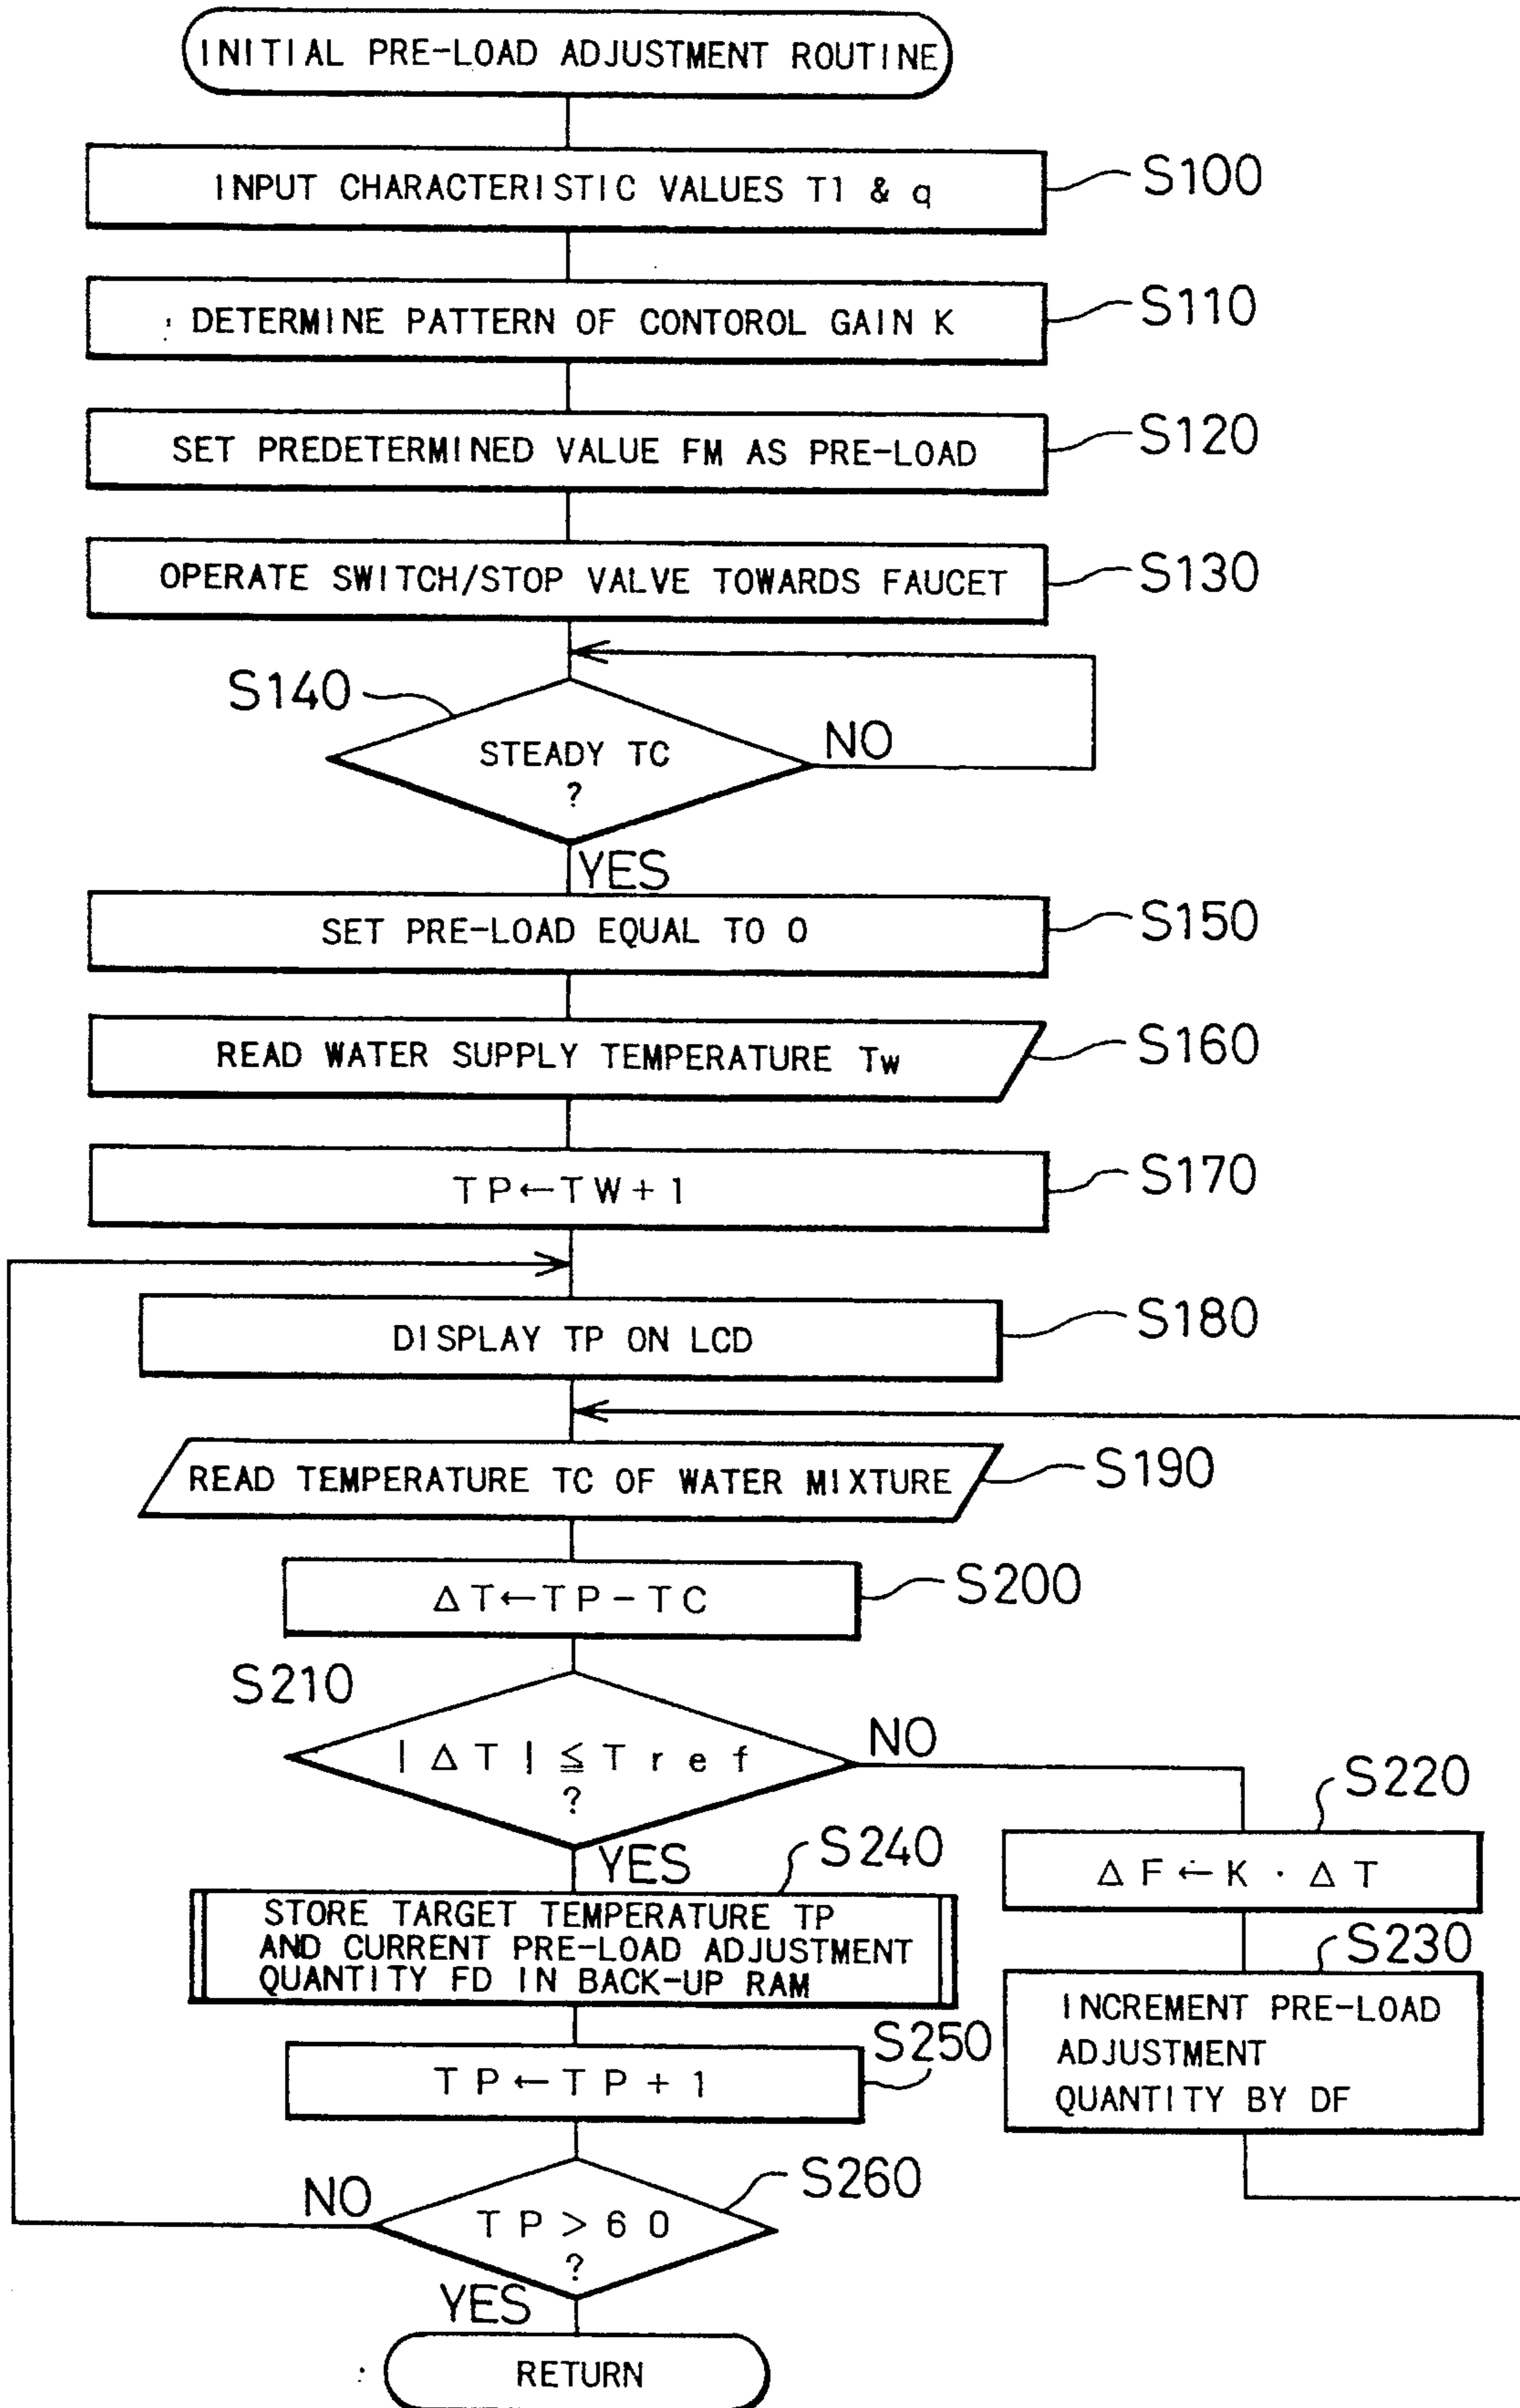 INITIAL PRE-LOAD ADJUSTMENT ROUTINE
INPUT CHARACTERISTIC VALUES T1 & q
S100
DETERMINE PATTERN OF CONTOROL GAIN K
S110
SET PREDETERMINED VALUE FM AS PRE-LOAD
S120
OPERATE SWITCH/STOP VALVE TOWARDS FAUCET
S130
S140
STEADY TC
?
NO
YES
SET PRE-LOAD EQUAL TO 0
S150
READ WATER SUPPLY TEMPERATURE Tw
S160
TP←TW+1
S170
DISPLAY TP ON LCD
S180
READ TEMPERATURE TC OF WATER MIXTURE
S190
ΔT←TP-TC
S200
S210
|ΔT|≦Tref
?
NO
YES
S220
ΔF←K・ΔT
S230
INCREMENT PRE-LOAD
ADJUSTMENT
QUANTITY BY DF
S240
STORE TARGET TEMPERATURE TP
AND CURRENT PRE-LOAD ADJUSTMENT
QUANTITY FD IN BACK-UP RAM
S250
TP←TP+1
S260
TP>60
?
NO
YES
RETURN